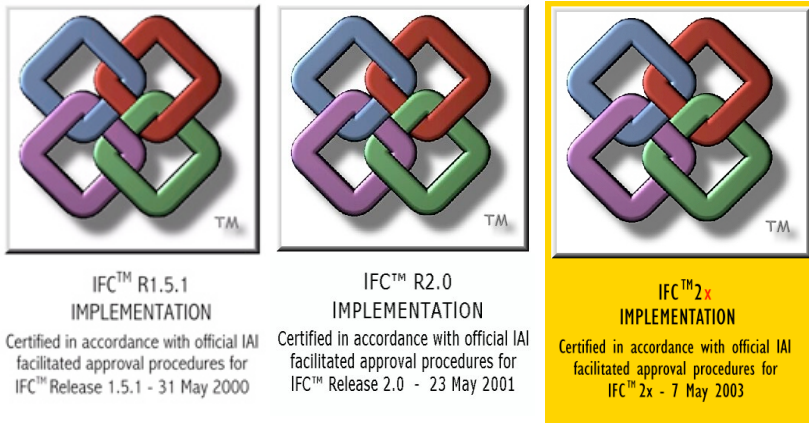 TM
IFC™ R1.5.1
IMPLEMENTATION
Certified in accordance with official IAI
facilitated approval procedures for
IFC™ Release 1.5.1 - 31 May 2000
TM
IFC™ R2.0
IMPLEMENTATION
Certified in accordance with official IAI
facilitated approval procedures for
IFC™ Release 2.0 - 23 May 2001
TM
IFC™2x
IMPLEMENTATION
Certified in accordance with official IAI
facilitated approval procedures for
IFC™ 2x - 7 May 2003